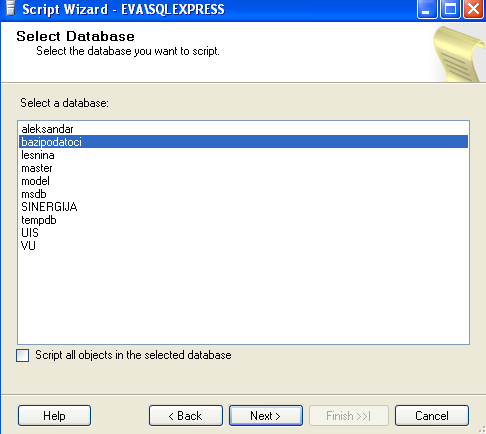 Script Wizard - EVA\SQLEXPRESS
Select Database
Select the database you want to script.
Select a database:
aleksandar
bazipodatoci
lesnina
master
model
msdb
SINERGIJA
tempdb
UIS
VU
Script all objects in the selected database
Help
< Back
Next >
Finish >>|
Cancel